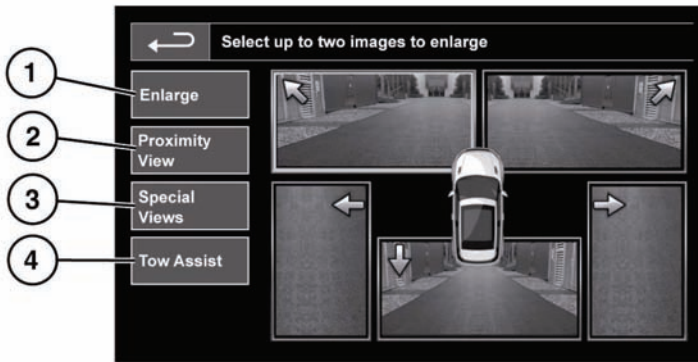 Select up to two images to enlarge
1
Enlarge
2
Proximity
View
3
Special
Views
4
Tow Assist